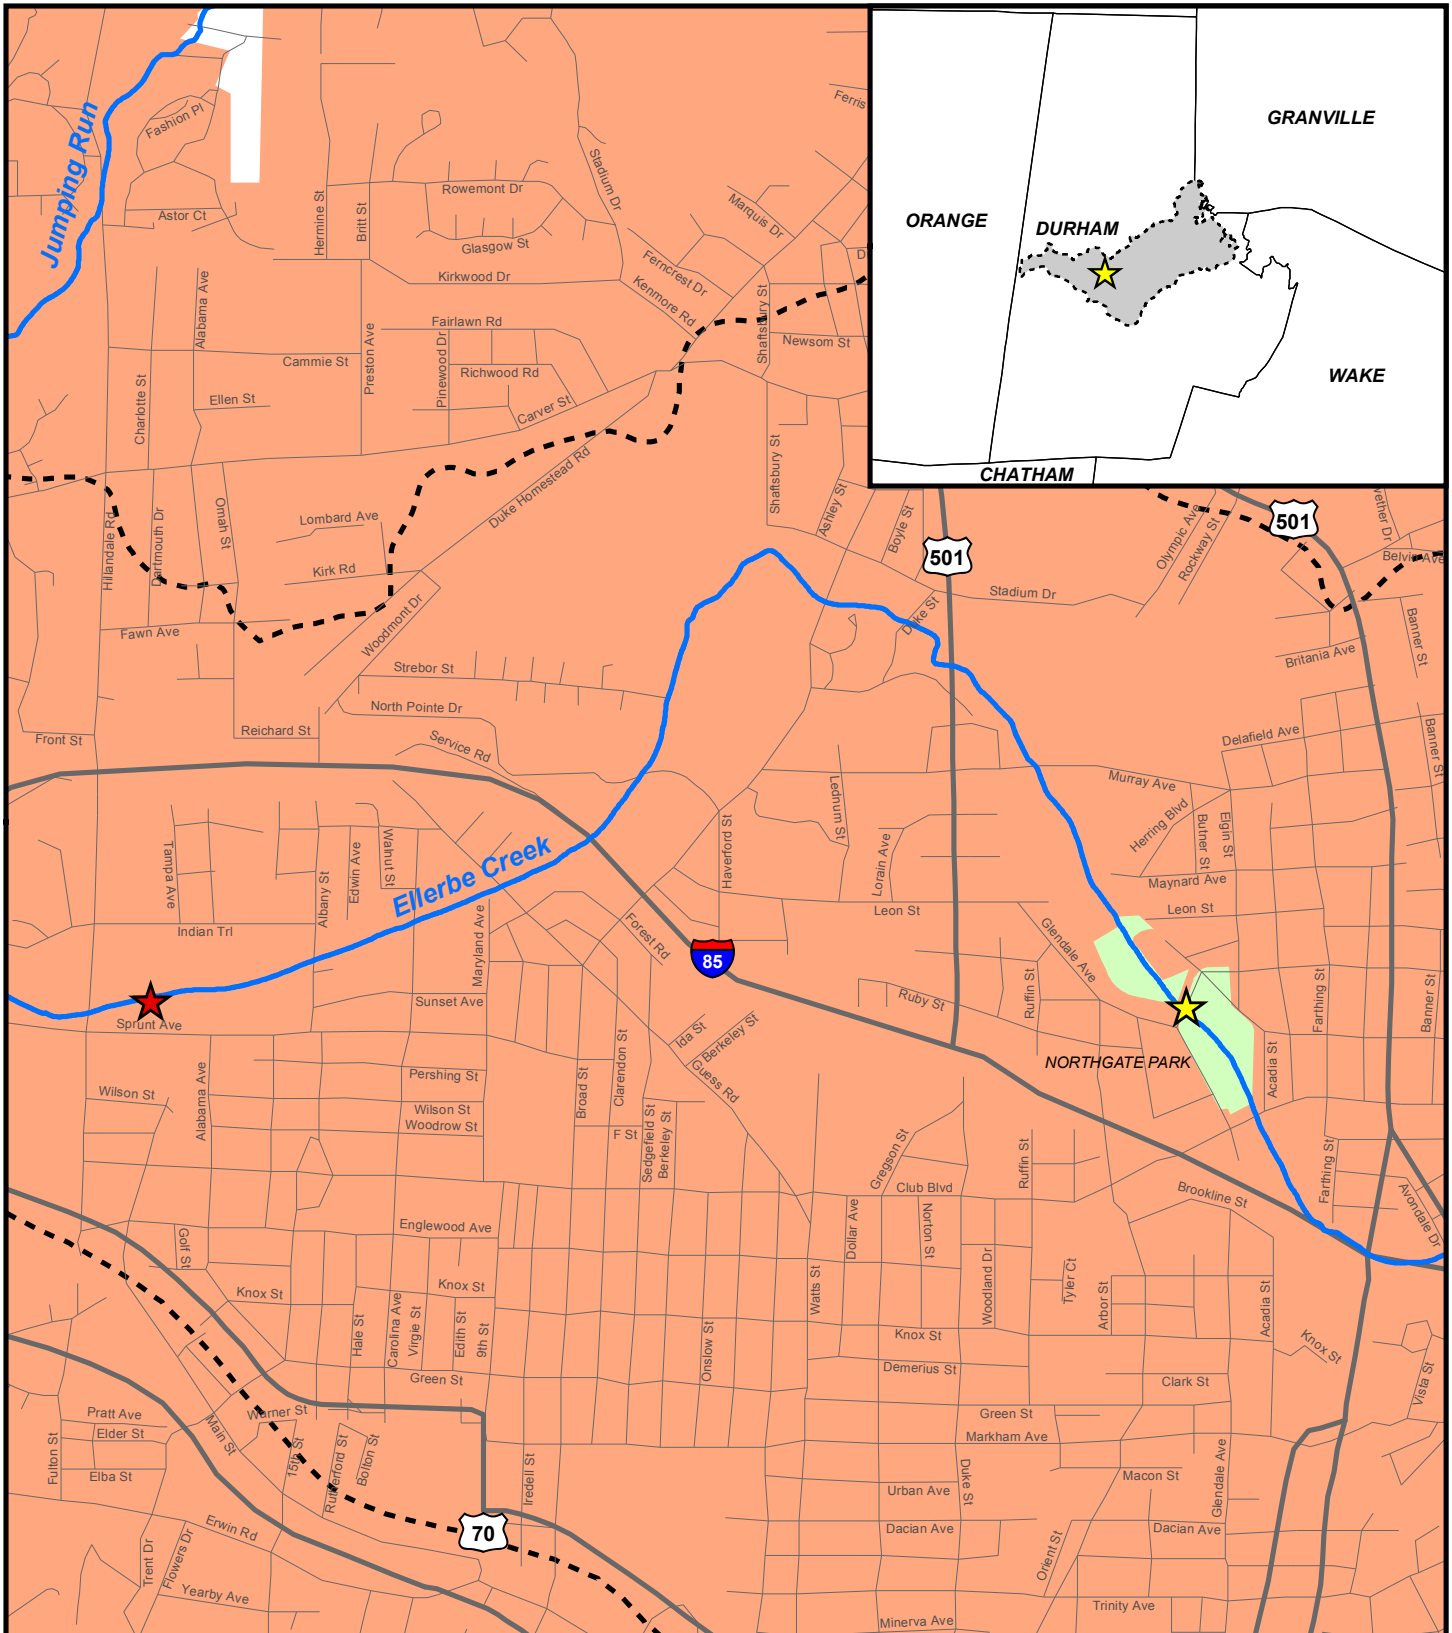 Jumping Run
Fashion Pl
Astor Ct
Hermine St
Britt St
Rowemont Dr
Glasgow St
Kirkwood Dr
Stadium Dr
Ferris
Marquis Dr
Ferncrest Dr
Kenmore Rd
Shaftsbury St
Newsom St
D
GRANVILLE
ORANGE
DURHAM
WAKE
CHATHAM
Alabama Ave
Cammie St
Preston Ave
Fairlawn Rd
Pinewood Dr
Richwood Rd
Carver St
Charlotte St
Ellen St
Duke Homestead Rd
Shaftsbury St
Ashley St
Boyle St
501
501
Olympic Ave
Rockway St
wether Dr
Belvin Ave
Hillandale Rd
Dartmouth Dr
Omah St
Lombard Ave
Kirk Rd
Woodmont Dr
Fawn Ave
Stadium Dr
Duke St
Banner St
Britania Ave
Strebor St
North Pointe Dr
Reichard St
Service Rd
Front St
Delafield Ave
Banner St
Murray Ave
Herring Blvd
Butner St
Elgin St
Lednum St
Lorain Ave
Haverford St
Maynard Ave
Leon St
Leon St
Tampa Ave
Walnut St
Edwin Ave
Albany St
Ellerbe Creek
Indian Trl
Maryland Ave
Forest Rd
85
Glendale Ave
Ruffin St
Ruby St
Farthing St
Banner St
Sunset Ave
Sprunt Ave
Ida St
Berkeley St
Guess Rd
NORTHGATE PARK
Acadia St
Clarendon St
Broad St
Pershing St
Alabama Ave
Wilson St
Wilson St
Woodrow St
F St
Sedgefield St
Berkeley St
Gregson St
Ruffin St
Club Blvd
Brookline St
Farthing St
Avondale Dr
Golf St
Englewood Ave
Dollar Ave
Norton St
Woodland Dr
Tyler Ct
Arbor St
Acadia St
Watts St
Knox St
Knox St
Hale St
Carolina Ave
Virgie St
Edith St
9th St
Onslow St
Knox St
Knox St
Demerius St
Green St
Clark St
Vista St
Pratt Ave
Elder St
Elba St
Fulton St
Main St
Warner St
15th St
Rutherford St
Bolton St
Iredell St
Green St
Markham Ave
Macon St
Glendale Ave
Duke St
Urban Ave
70
Erwin Rd
Trent Dr
Flowers Dr
Yearby Ave
Dacian Ave
Dacian Ave
Orient St
Trinity Ave
Minerva Ave